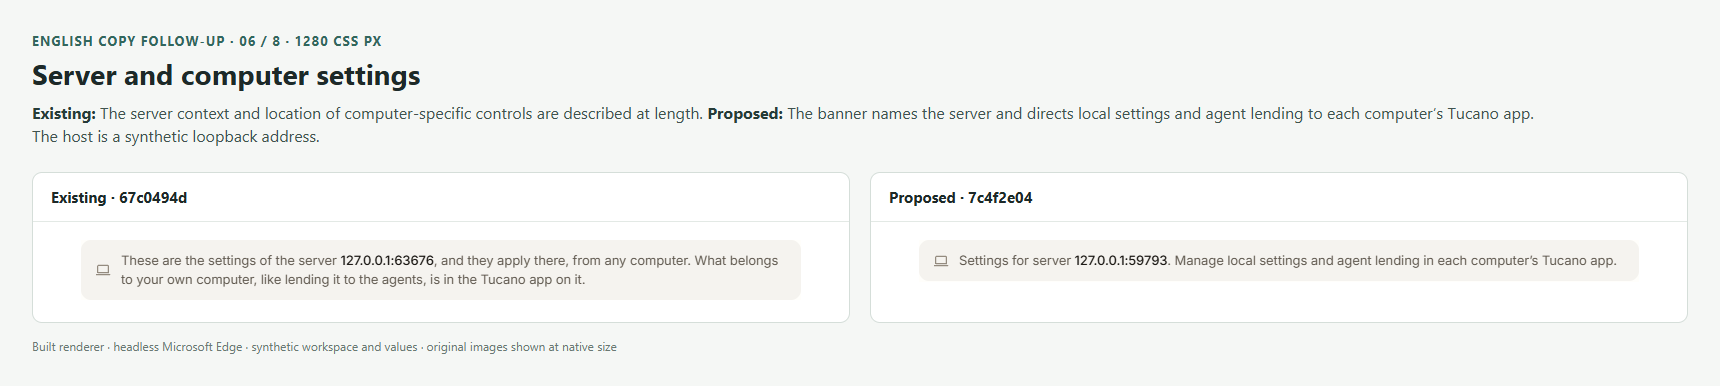 ENGLISH COPY FOLLOW-UP · 06 / 8 · 1280 CSS PX
Server and computer settings
Existing: The server context and location of computer-specific controls are described at length. Proposed: The banner names the server and directs local settings and agent lending to each computer’s Tucano app.
The host is a synthetic loopback address.
Existing · 67c0494d
These are the settings of the server 127.0.0.1:63676, and they apply there, from any computer. What belongs
to your own computer, like lending it to the agents, is in the Tucano app on it.
Proposed · 7c4f2e04
Settings for server 127.0.0.1:59793. Manage local settings and agent lending in each computer’s Tucano app.
Built renderer · headless Microsoft Edge · synthetic workspace and values · original images shown at native size